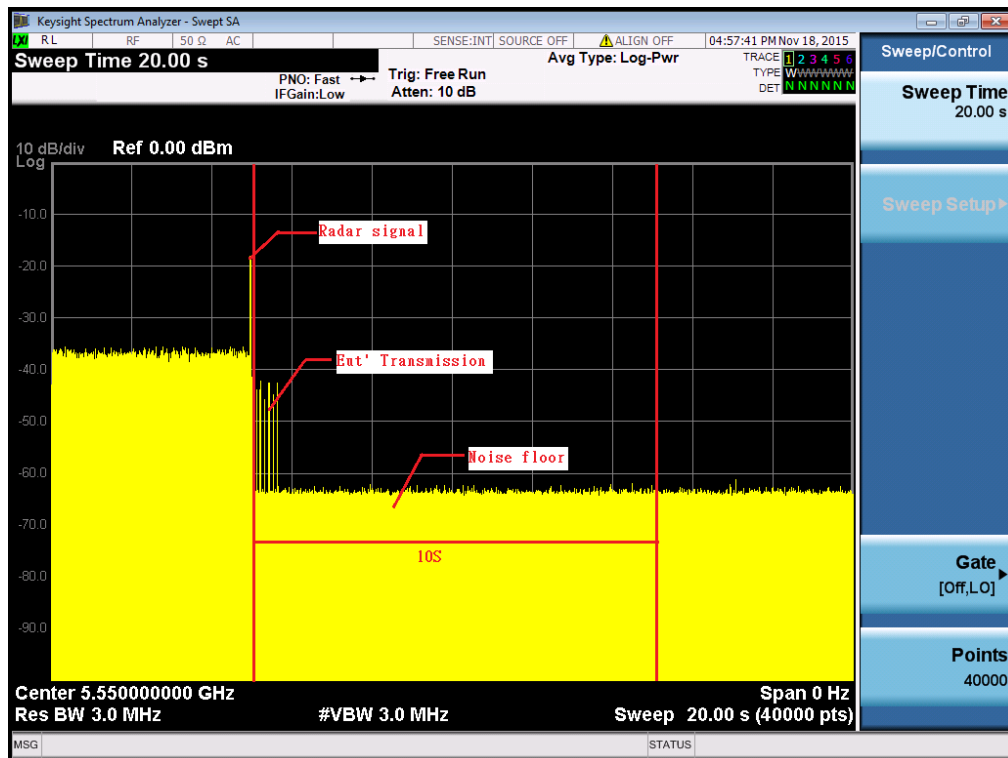 Keysight Spectrum Analyzer - Swept SA
LXI RL RF 50 Ω AC SENSE:INT SOURCE OFF ALIGN OFF 04:57:41 PM Nov 18, 2015
Sweep Time 20.00 s
Avg Type: Log-Pwr
TRACE 1 2 3 4 5 6
PNO: Fast
Trig: Free Run
TYPE WWWWWW
IFGain:Low
Atten: 10 dB
DET N N N N N N
10 dB/div Ref 0.00 dBm
Log
-10.0
Radar signal
-20.0
-30.0
Eut' Transmission
-40.0
-50.0
Noise floor
-60.0
-70.0
10S
-80.0
-90.0
Center 5.550000000 GHz
Span 0 Hz
Res BW 3.0 MHz
#VBW 3.0 MHz
Sweep 20.00 s (40000 pts)
MSG
STATUS
Sweep/Control
Sweep Time
20.00 s
Sweep Setup
Gate
[Off,LO]
Points
40000